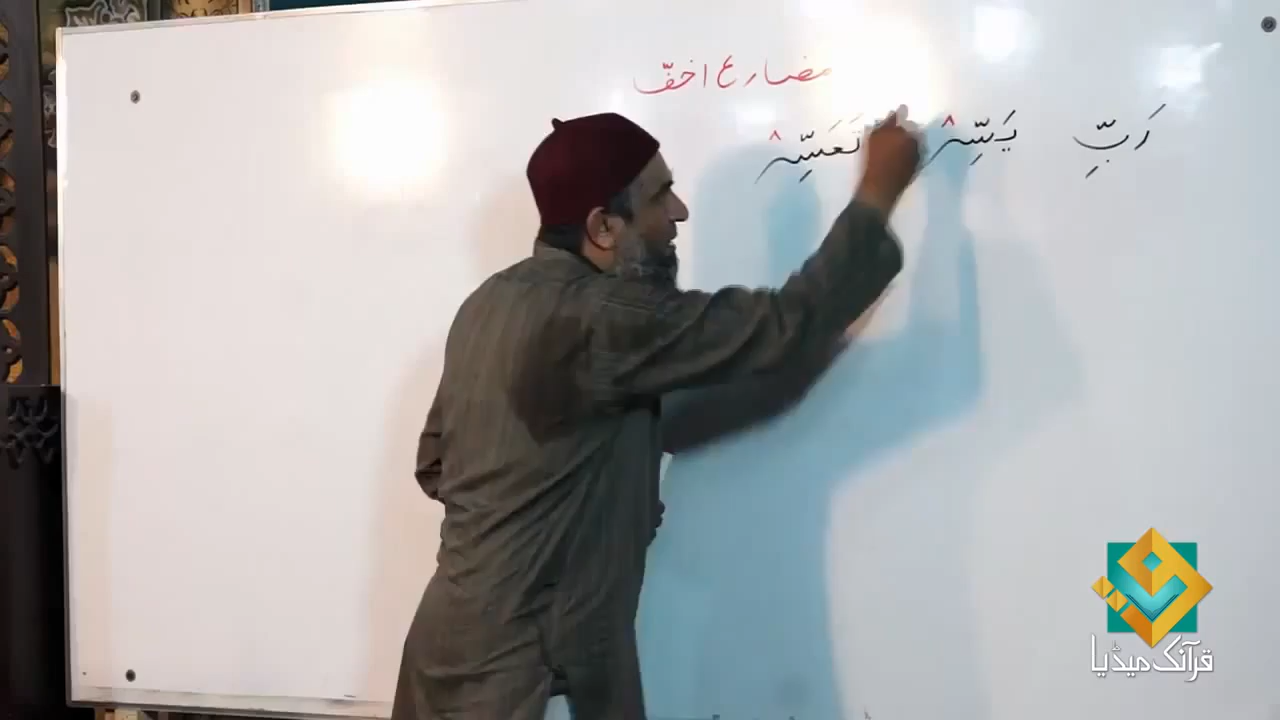 مضارع اخفّ
رَبِّ يَسِّر تَعَسِّر
قرآنک میڈیا